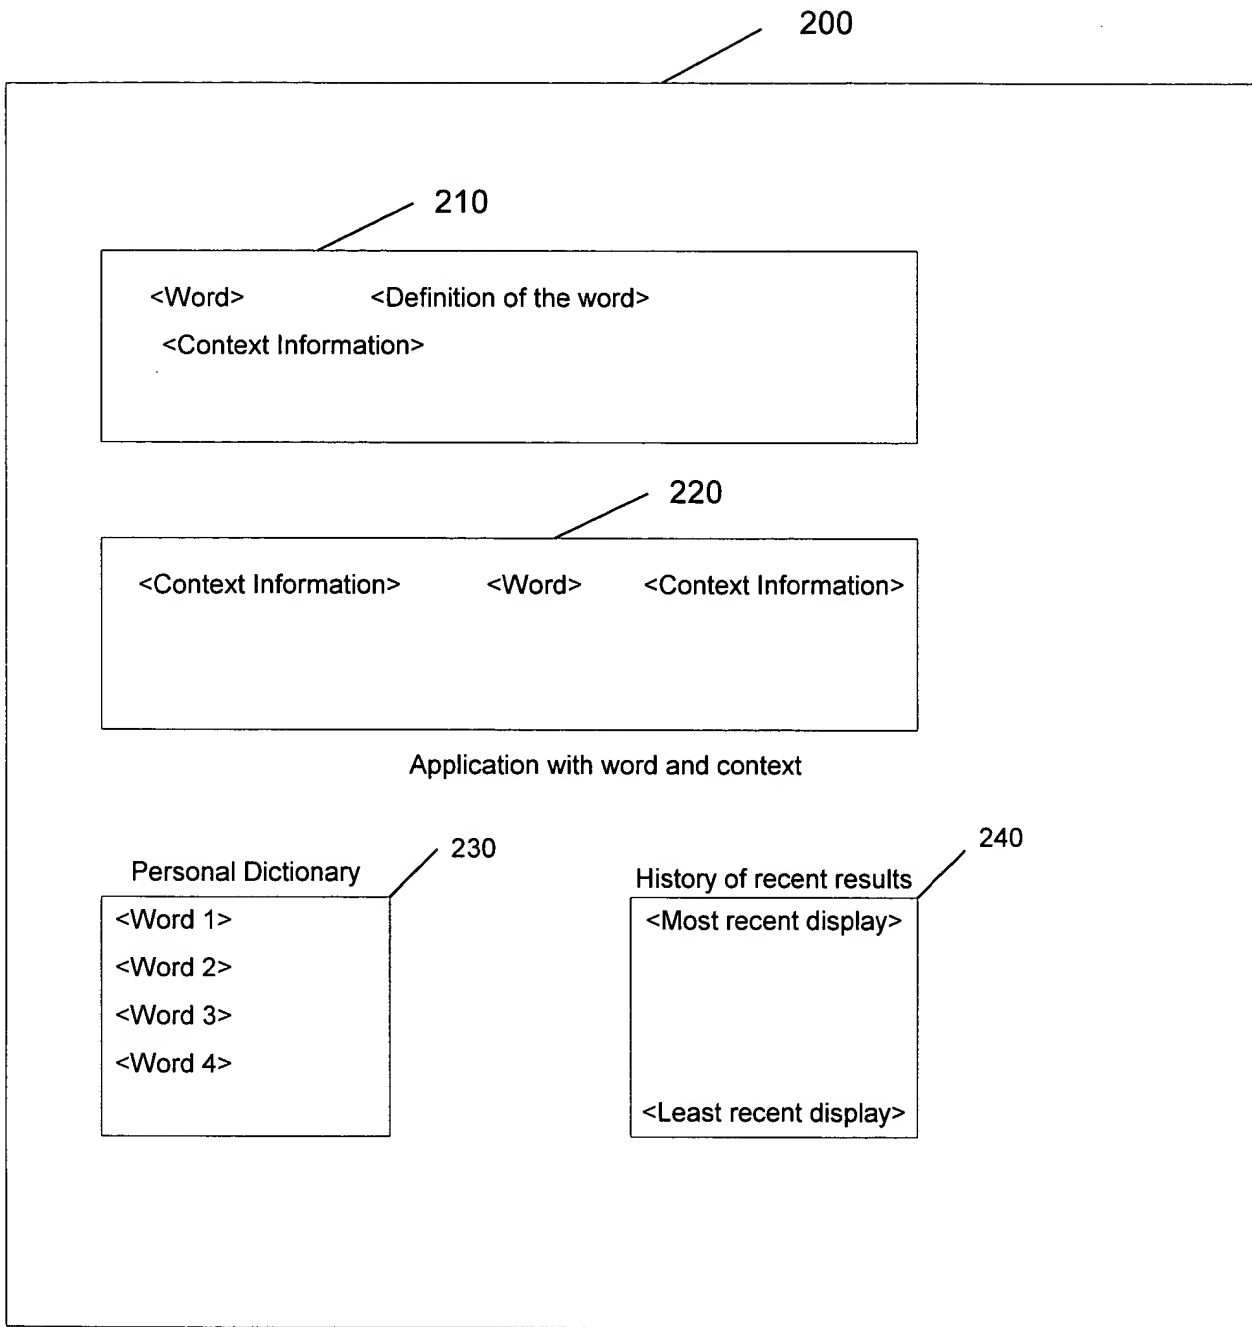 200
210
<Word> <Definition of the word>
<Context Information>
220
<Context Information> <Word> <Context Information>
Application with word and context
230
240
Personal Dictionary
History of recent results
<Word 1>
<Word 2>
<Word 3>
<Word 4>
<Most recent display>
<Least recent display>